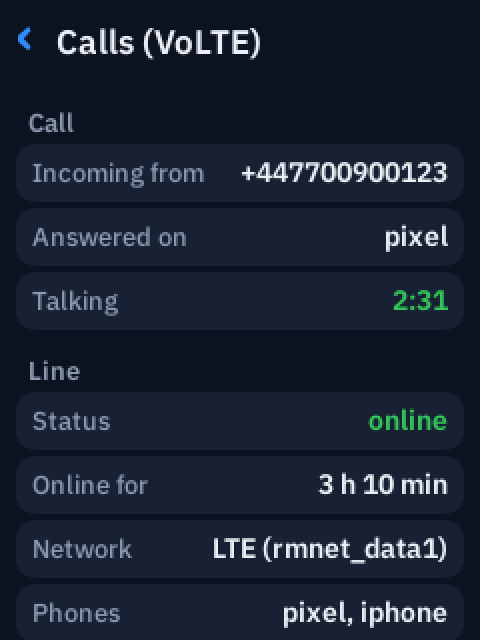 Calls (VoLTE)
Call
Incoming from +447700900123
Answered on pixel
Talking 2:31
Line
Status online
Online for 3 h 10 min
Network LTE (rmnet_data1)
Phones pixel, iphone